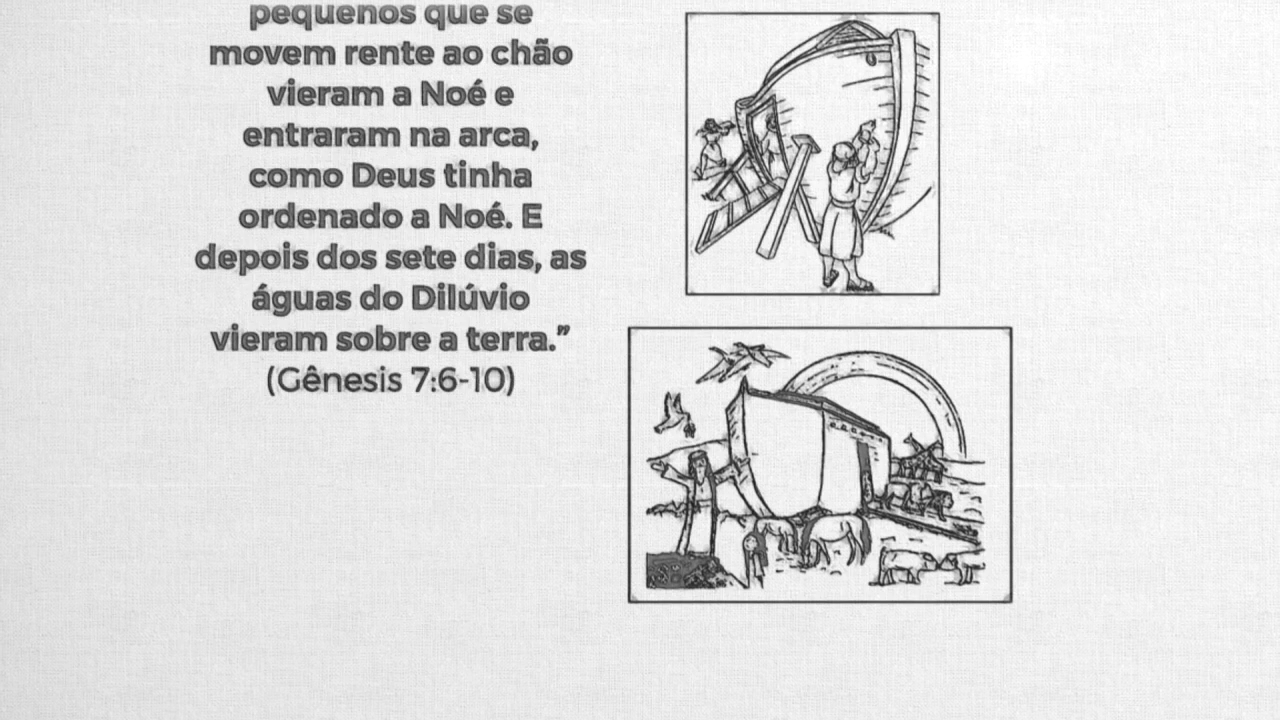 pequenos que se
movem rente ao chão
vieram a Noé e
entraram na arca,
como Deus tinha
ordenado a Noé. E
depois dos sete dias, as
águas do Dilúvio
vieram sobre a terra.”
(Gênesis 7:6-10)